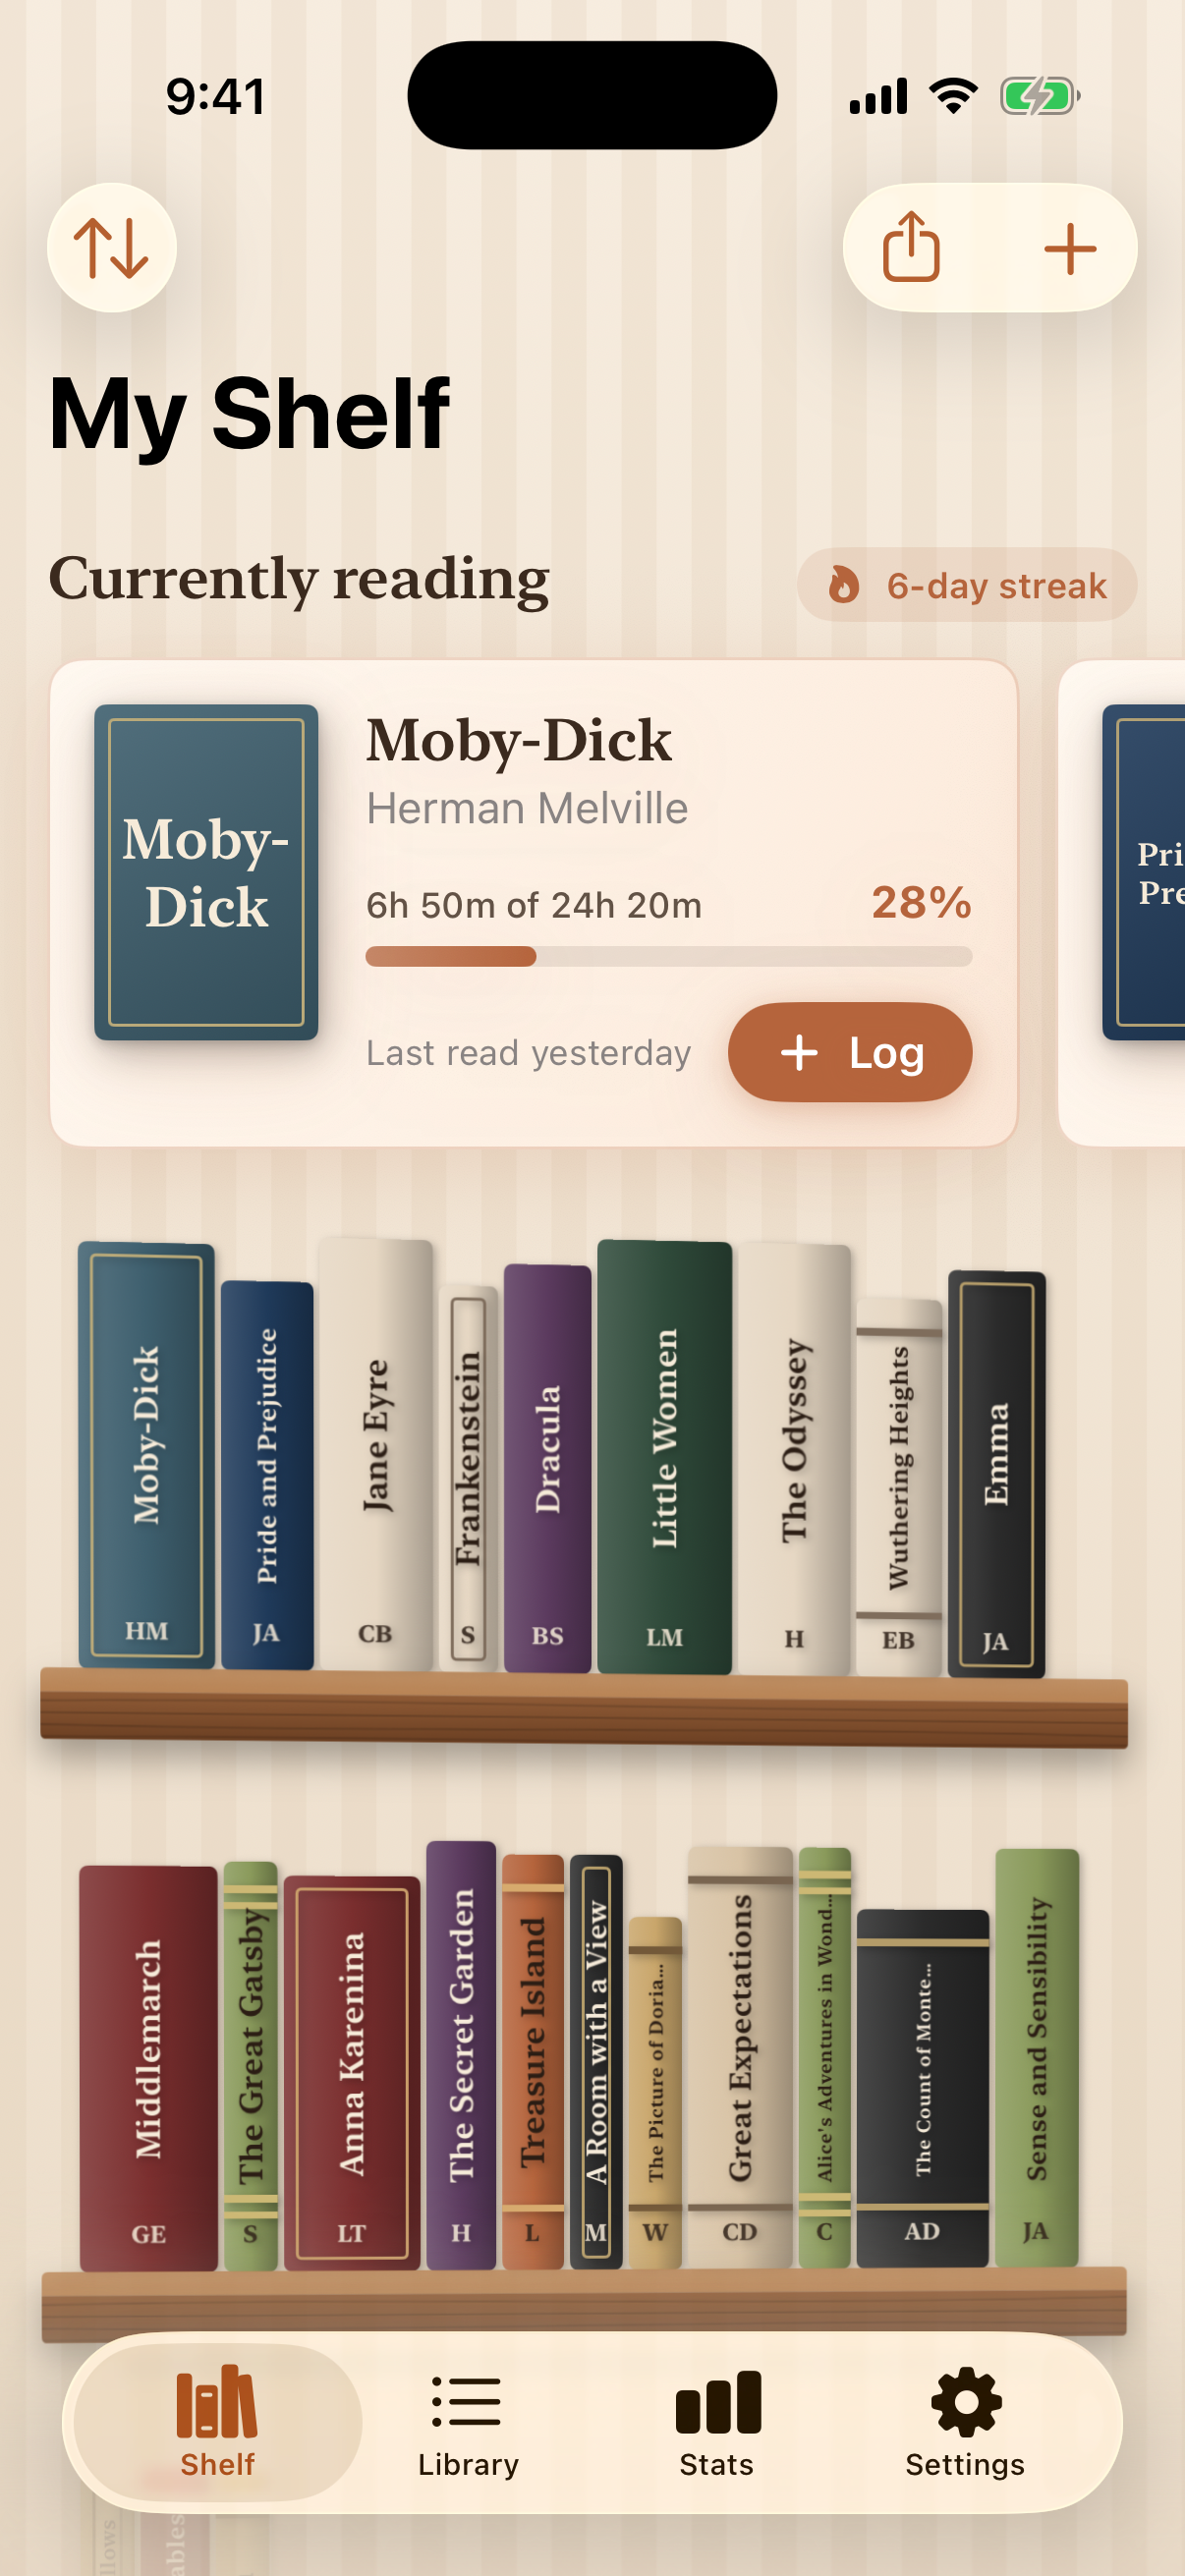 9:41
My Shelf
Currently reading
6-day streak
Moby-
Dick
Moby-Dick
Herman Melville
6h 50m of 24h 20m
28%
Last read yesterday
+ Log
Pri
Pre
Moby-Dick
HM
Pride and Prejudice
JA
Jane Eyre
CB
Frankenstein
S
Dracula
BS
Little Women
LM
The Odyssey
H
Wuthering Heights
EB
Emma
JA
Middlemarch
GE
The Great Gatsby
S
Anna Karenina
LT
The Secret Garden
H
Treasure Island
L
A Room with a View
M
The Picture of Doria...
W
Great Expectations
CD
Alice's Adventures in Wond...
C
The Count of Monte...
AD
Sense and Sensibility
JA
Shelf
Library
Stats
Settings
llows
ables